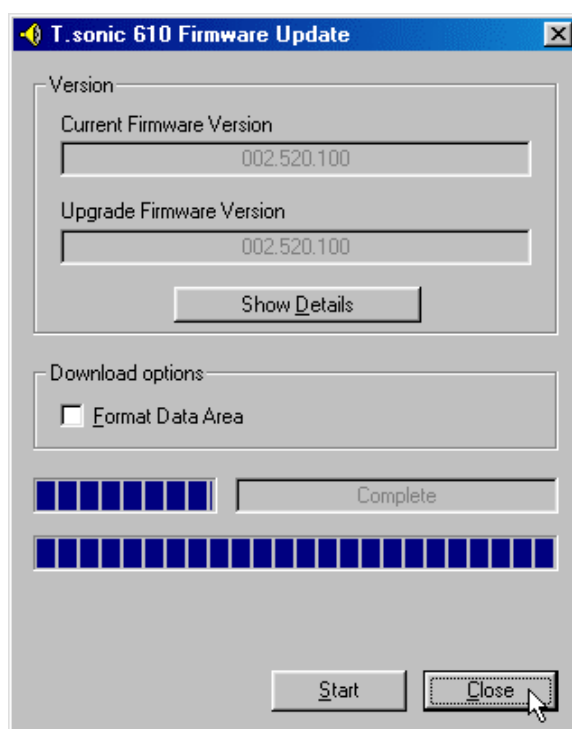 T.sonic 610 Firmware Update
Version
Current Firmware Version
002.520.100
Upgrade Firmware Version
002.520.100
Show Details
Download options
Format Data Area
Complete
Start
Close